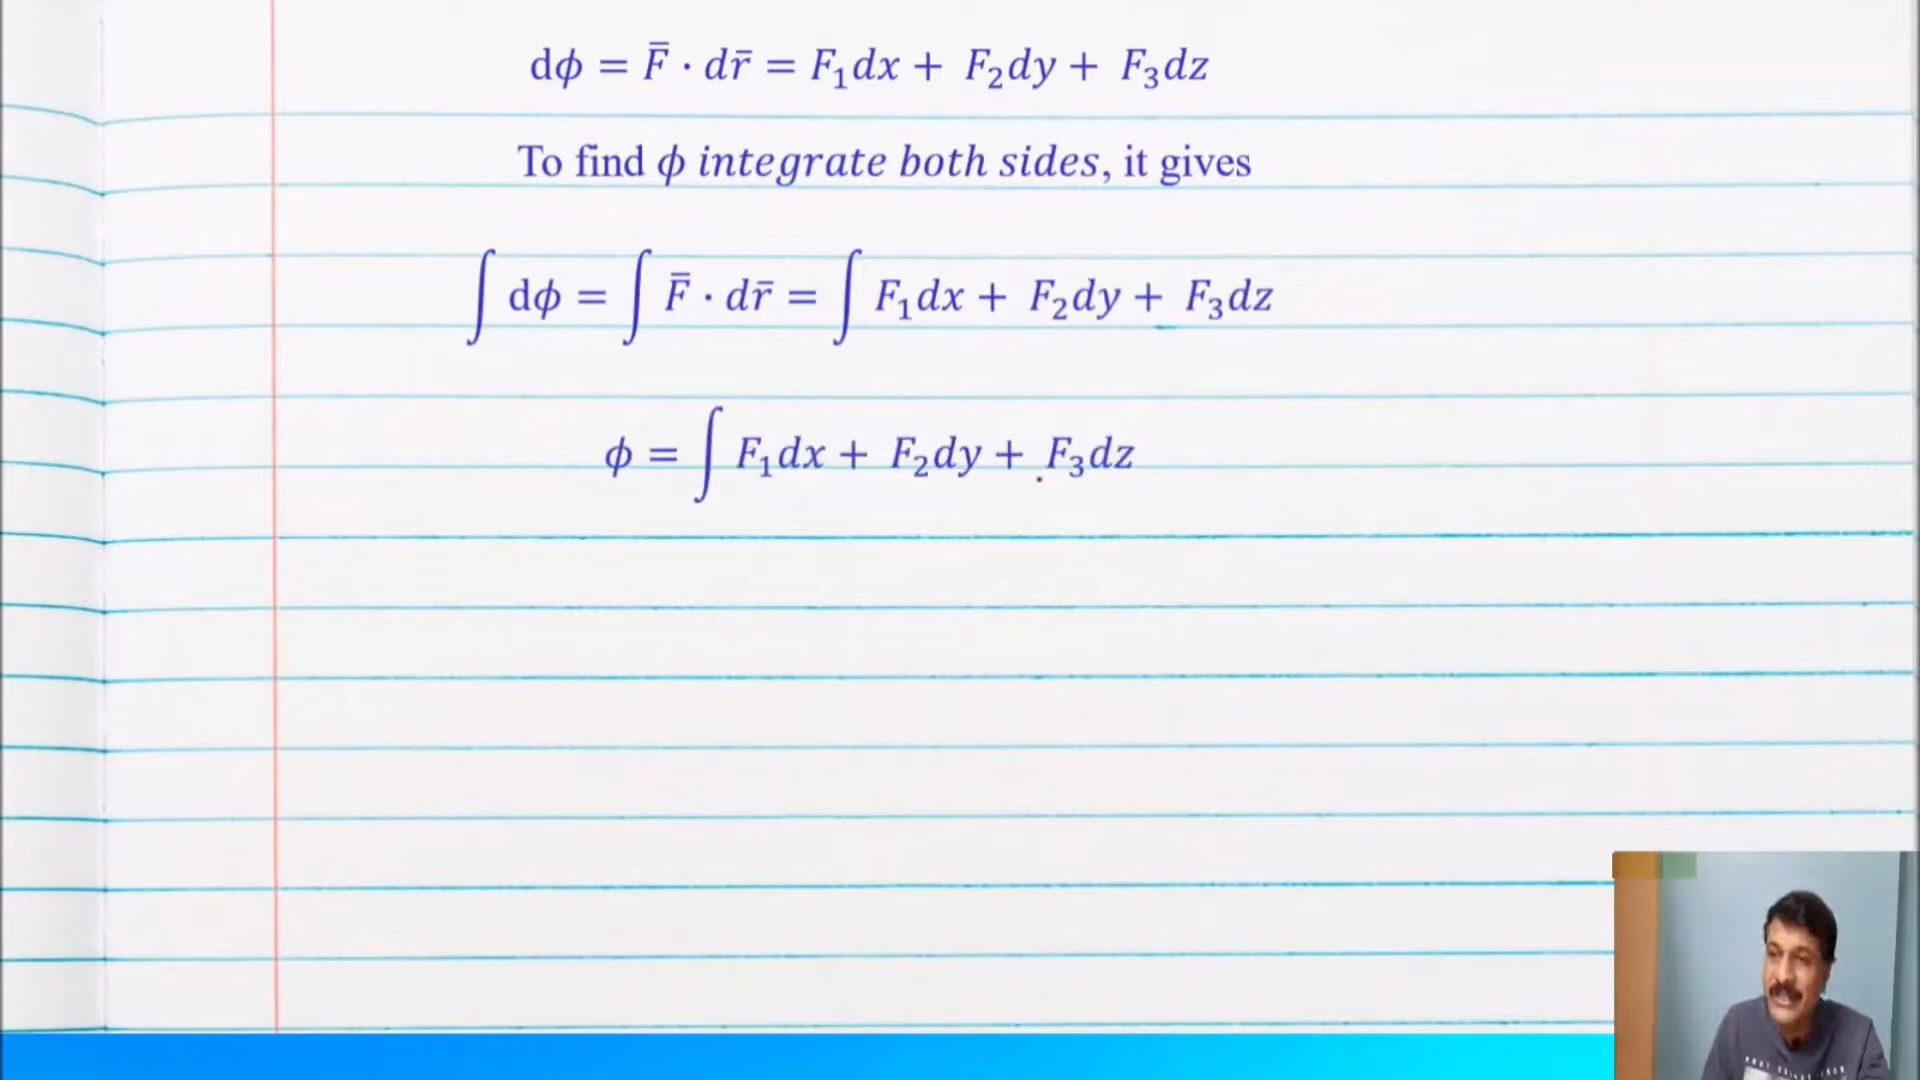 dϕ = F̄ · dr̄ = F₁dx + F₂dy + F₃dz
To find ϕ integrate both sides, it gives
∫ dϕ = ∫ F̄ · dr̄ = ∫ F₁dx + F₂dy + F₃dz
ϕ = ∫ F₁dx + F₂dy + F₃dz